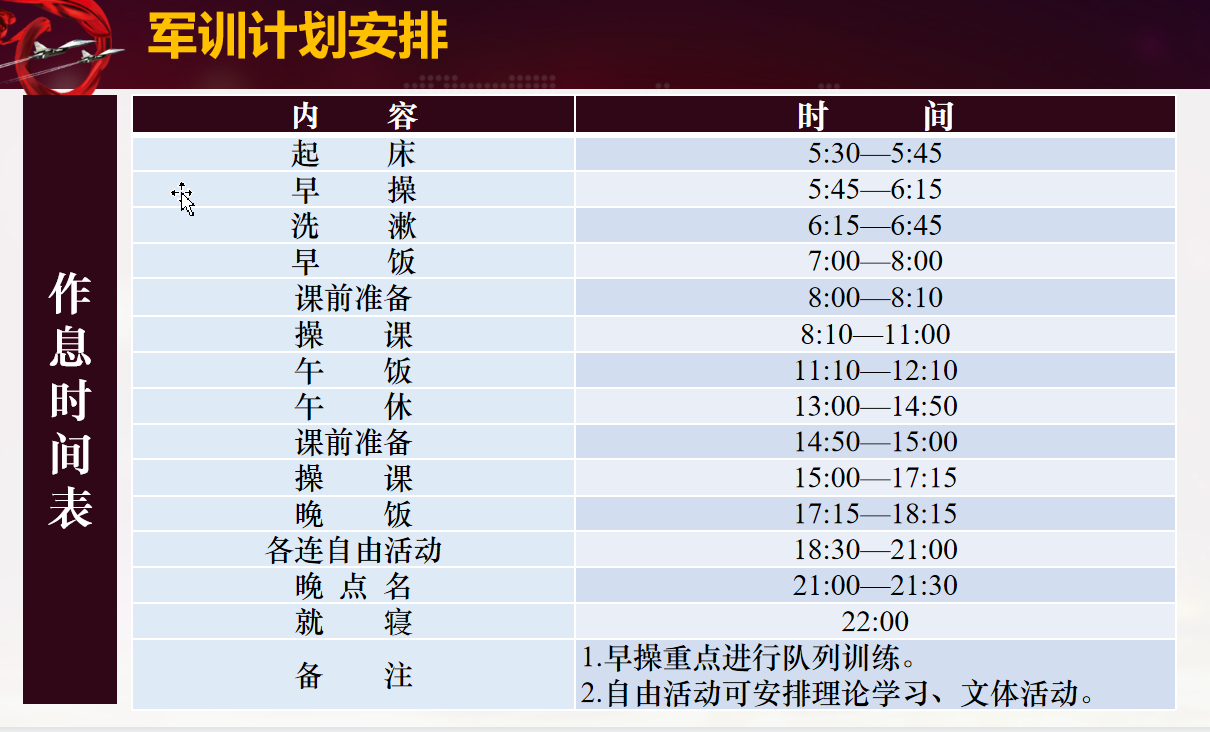 军训计划安排
作息时间表
内 容 时 间
起 床 5:30—5:45
早 操 5:45—6:15
洗 漱 6:15—6:45
早 饭 7:00—8:00
课前准备 8:00—8:10
操 课 8:10—11:00
午 饭 11:10—12:10
午 休 13:00—14:50
课前准备 14:50—15:00
操 课 15:00—17:15
晚 饭 17:15—18:15
各连自由活动 18:30—21:00
晚 点 名 21:00—21:30
就 寝 22:00
备 注
1.早操重点进行队列训练。
2.自由活动可安排理论学习、文体活动。